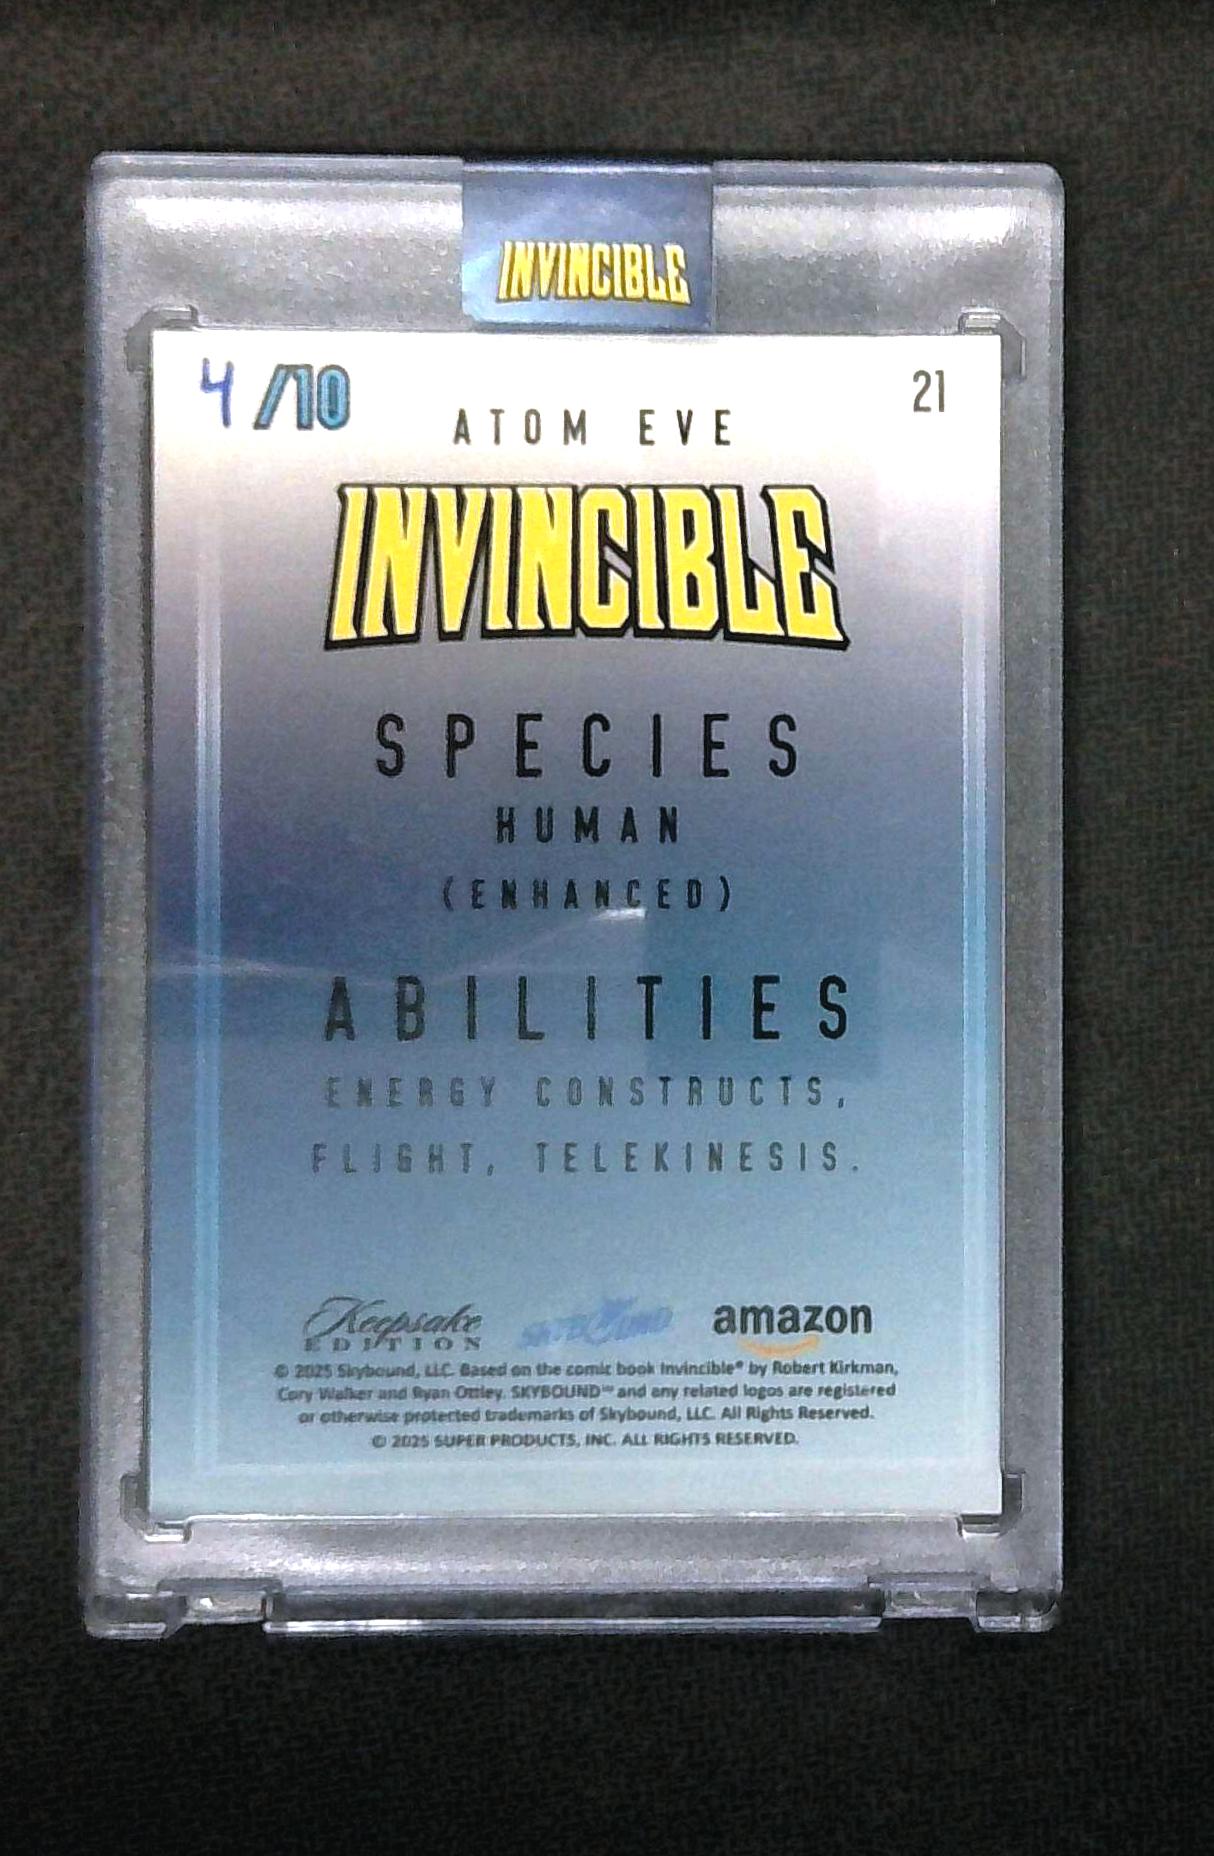 INVINCIBLE
4 /10
21
ATOM EVE
INVINCIBLE
SPECIES
HUMAN
(ENHANCED)
ABILITIES
ENERGY CONSTRUCTS,
FLIGHT, TELEKINESIS.
Keepsake
EDITION
SKYBOUND
amazon
© 2025 Skybound, LLC. Based on the comic book Invincible® by Robert Kirkman,
Cory Walker and Ryan Ottley. SKYBOUND™ and any related logos are registered
or otherwise protected trademarks of Skybound, LLC. All Rights Reserved.
© 2025 SUPER PRODUCTS, INC. ALL RIGHTS RESERVED.